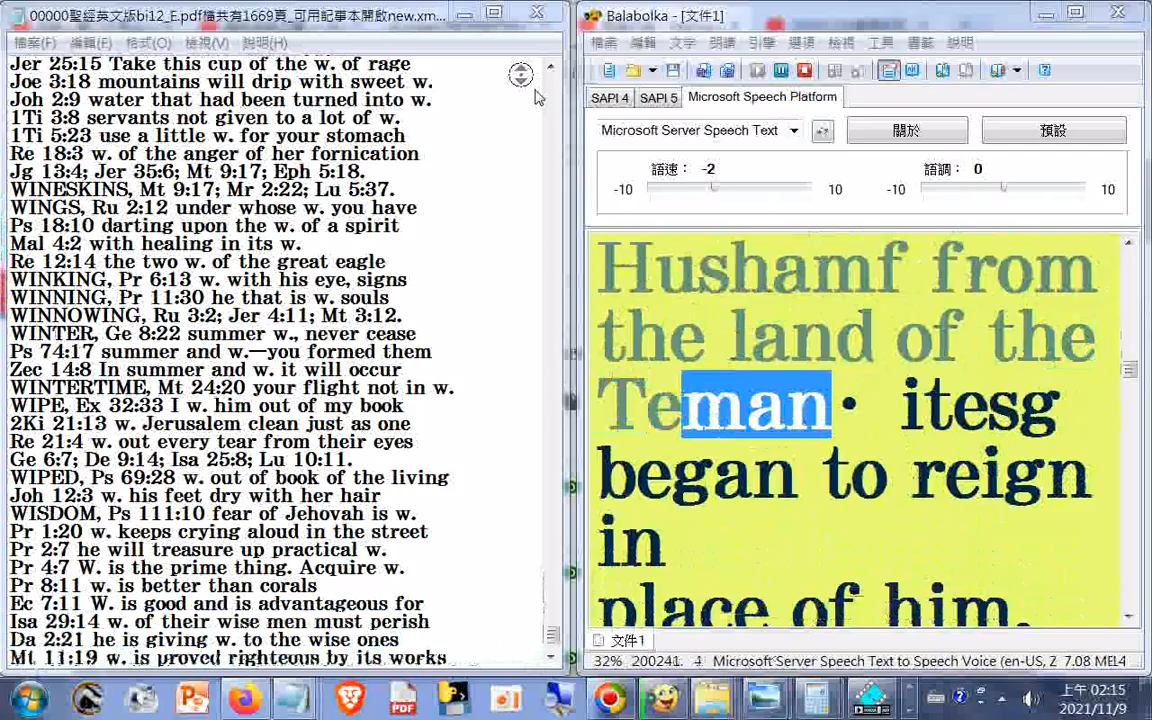 00000聖經英文版bi12_E.pdf檔共有1669頁_可用記事本開啟new.xm...
檔案(F) 編輯(E) 格式(O) 檢視(V) 說明(H)
Jer 25:15 Take this cup of the w. of rage
Joe 3:18 mountains will drip with sweet w.
Joh 2:9 water that had been turned into w.
1Ti 3:8 servants not given to a lot of w.
1Ti 5:23 use a little w. for your stomach
Re 18:3 w. of the anger of her fornication
Jg 13:4; Jer 35:6; Mt 9:17; Eph 5:18.
WINESKINS, Mt 9:17; Mr 2:22; Lu 5:37.
WINGS, Ru 2:12 under whose w. you have
Ps 18:10 darting upon the w. of a spirit
Mal 4:2 with healing in its w.
Re 12:14 the two w. of the great eagle
WINKING, Pr 6:13 w. with his eye, signs
WINNING, Pr 11:30 he that is w. souls
WINNOWING, Ru 3:2; Jer 4:11; Mt 3:12.
WINTER, Ge 8:22 summer w., never cease
Ps 74:17 summer and w.—you formed them
Zec 14:8 In summer and w. it will occur
WINTERTIME, Mt 24:20 your flight not in w.
WIPE, Ex 32:33 I w. him out of my book
2Ki 21:13 w. Jerusalem clean just as one
Re 21:4 w. out every tear from their eyes
Ge 6:7; De 9:14; Isa 25:8; Lu 10:11.
WIPED, Ps 69:28 w. out of book of the living
Joh 12:3 w. his feet dry with her hair
WISDOM, Ps 111:10 fear of Jehovah is w.
Pr 1:20 w. keeps crying aloud in the street
Pr 2:7 he will treasure up practical w.
Pr 4:7 W. is the prime thing. Acquire w.
Pr 8:11 w. is better than corals
Ec 7:11 W. is good and is advantageous for
Isa 29:14 w. of their wise men must perish
Da 2:21 he is giving w. to the wise ones
Mt 11:19 w. is proved righteous by its works
Balabolka - [文件1]
檔案 編輯 文字 朗讀 引擎 選項 檢視 工具 書籤 說明
SAPI 4 SAPI 5 Microsoft Speech Platform
Microsoft Server Speech Text 關於 預設
語速： -2 語調： 0
-10 10 -10 10
Hushamf from
the land of the
Teman• itesg
began to reign
in
place of him.
文件1
32% 200241. 4 Microsoft Server Speech Text to Speech Voice (en-US, Z 7.08 MEL4
PDF
上午 02:15
2021/11/9